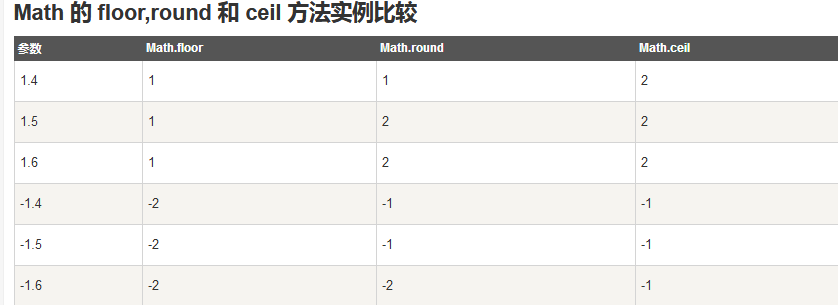 Math 的 floor,round 和 ceil 方法实例比较
参数 Math.floor Math.round Math.ceil
1.4 1 1 2
1.5 1 2 2
1.6 1 2 2
-1.4 -2 -1 -1
-1.5 -2 -1 -1
-1.6 -2 -2 -1